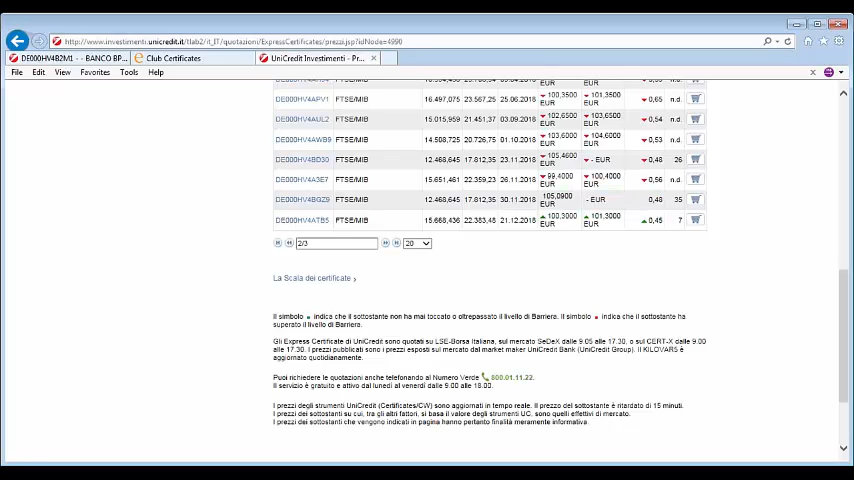 http://www.investimenti.unicredit.it/tlab2/it_IT/quotazioni/ExpressCertificates/prezzi.jsp?idNode=4990
DE000HV4B2M1 - - BANCO BP... Club Certificates UniCredit Investimenti - Pr...
File Edit View Favorites Tools Help
EUR EUR
DE000HV4APV1 FTSE/MIB 16.497,075 23.567,25 25.06.2018 100,3500 EUR 101,3500 EUR 0,65 n.d.
DE000HV4AUL2 FTSE/MIB 15.015,959 21.451,37 03.09.2018 102,6500 EUR 103,6500 EUR 0,54 n.d.
DE000HV4AWB9 FTSE/MIB 14.508,725 20.726,75 01.10.2018 103,6000 EUR 104,6000 EUR 0,53 n.d.
DE000HV4BD30 FTSE/MIB 12.468,645 17.812,35 23.11.2018 105,4600 EUR - EUR 0,48 26
DE000HV4A3E7 FTSE/MIB 15.651,461 22.359,23 26.11.2018 99,4000 EUR 100,4000 EUR 0,56 n.d.
DE000HV4BGZ9 FTSE/MIB 12.468,645 17.812,35 30.11.2018 105,0900 EUR - EUR 0,48 35
DE000HV4ATB5 FTSE/MIB 15.668,436 22.383,48 21.12.2018 100,3000 EUR 101,3000 EUR 0,45 7
2/3 20
La Scala dei certificate
Il simbolo indica che il sottostante non ha mai toccato o oltrepassato il livello di Barriera. Il simbolo indica che il sottostante ha
superato il livello di Barriera.
Gli Express Certificate di UniCredit sono quotati su LSE-Borsa Italiana, sul mercato SeDeX dalle 9.05 alle 17.30, o sul CERT-X dalle 9.00
alle 17.30. I prezzi pubblicati sono i prezzi esposti sul mercato dal market maker UniCredit Bank (UniCredit Group). Il KILOVAR5 è
aggiornato quotidianamente.
Puoi richiedere le quotazioni anche telefonando al Numero Verde 800.01.11.22.
Il servizio è gratuito e attivo dal lunedì al venerdì dalle 9.00 alle 18.00.
I prezzi degli strumenti UniCredit (Certificates/CW) sono aggiornati in tempo reale. Il prezzo del sottostante è ritardato di 15 minuti.
I prezzi dei sottostanti su cui, tra gli altri fattori, si basa il valore degli strumenti UC, sono quelli effettivi di mercato.
I prezzi dei sottostanti che vengono indicati in pagina hanno pertanto finalità meramente informativa.